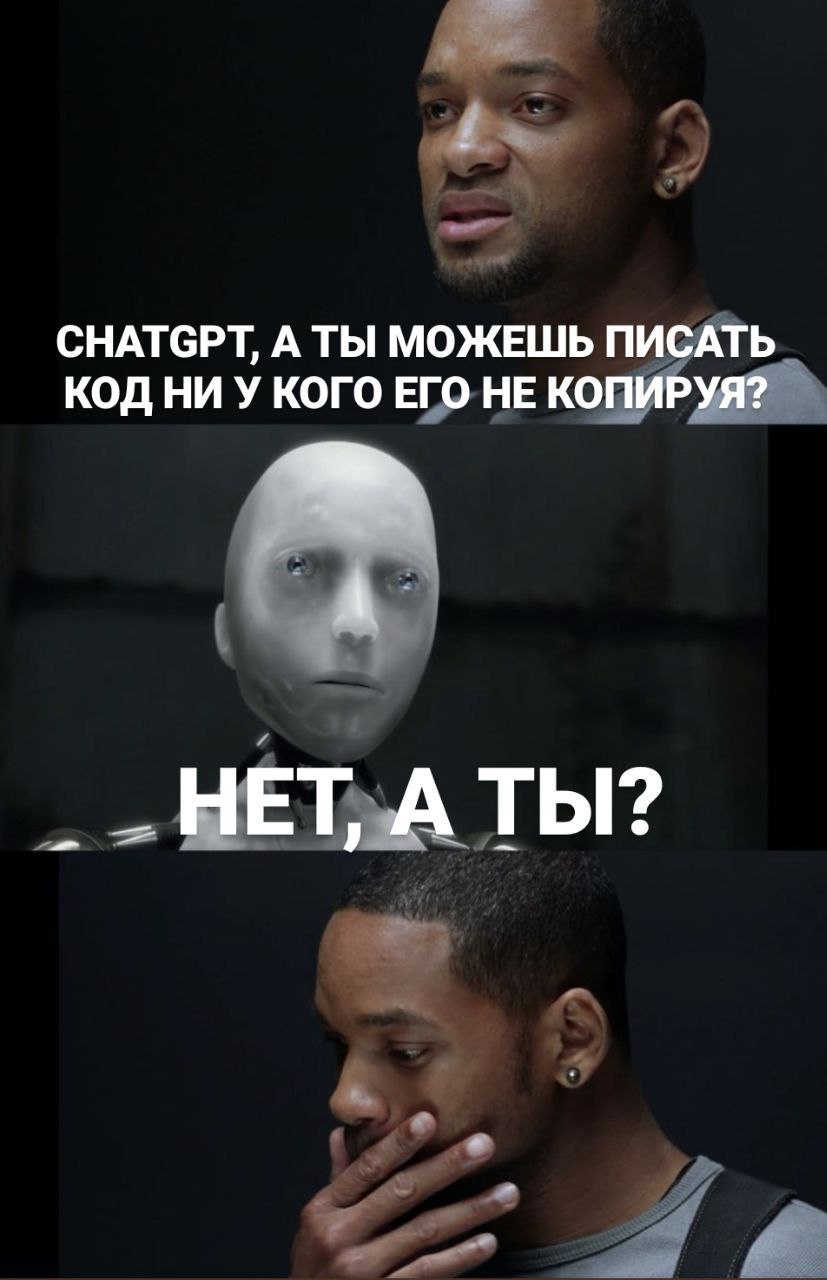 CHATGPT, А ТЫ МОЖЕШЬ ПИСАТЬ
КОД НИ У КОГО ЕГО НЕ КОПИРУЯ?
НЕТ, А ТЫ?